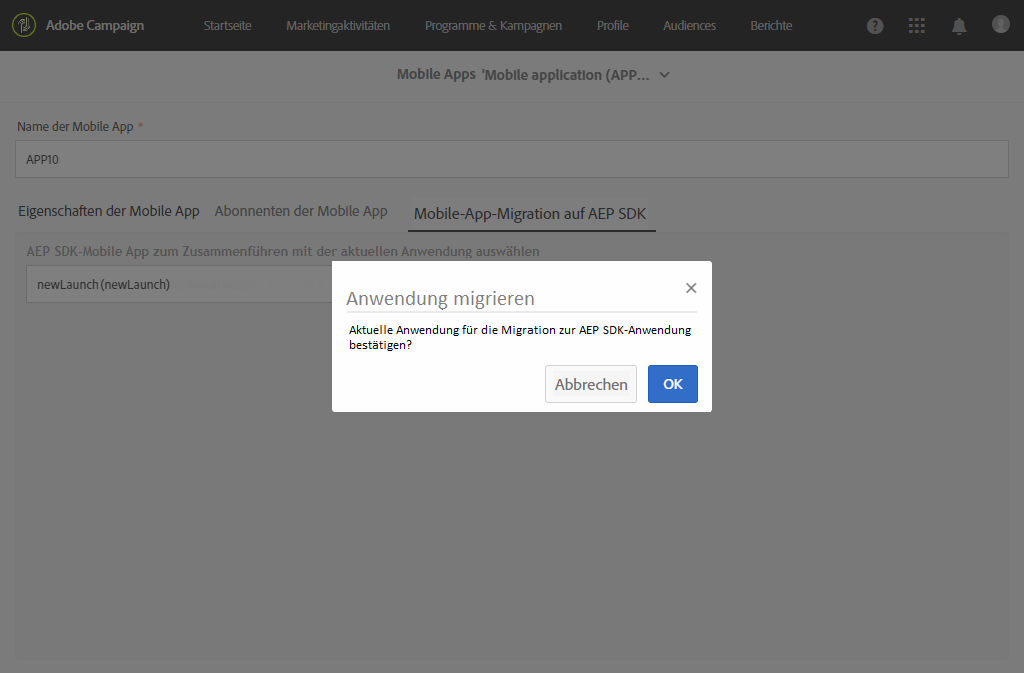 Adobe Campaign Startseite Marketingaktivitäten Programme & Kampagnen Profile Audiences Berichte ?
Mobile Apps 'Mobile application (APP...
Name der Mobile App *
APP10
Eigenschaften der Mobile App Abonnenten der Mobile App Mobile-App-Migration auf AEP SDK
AEP SDK-Mobile App zum Zusammenführen mit der aktuellen Anwendung auswählen
newLaunch (newLaunch)
Anwendung migrieren
Aktuelle Anwendung für die Migration zur AEP SDK-Anwendung
bestätigen?
Abbrechen OK